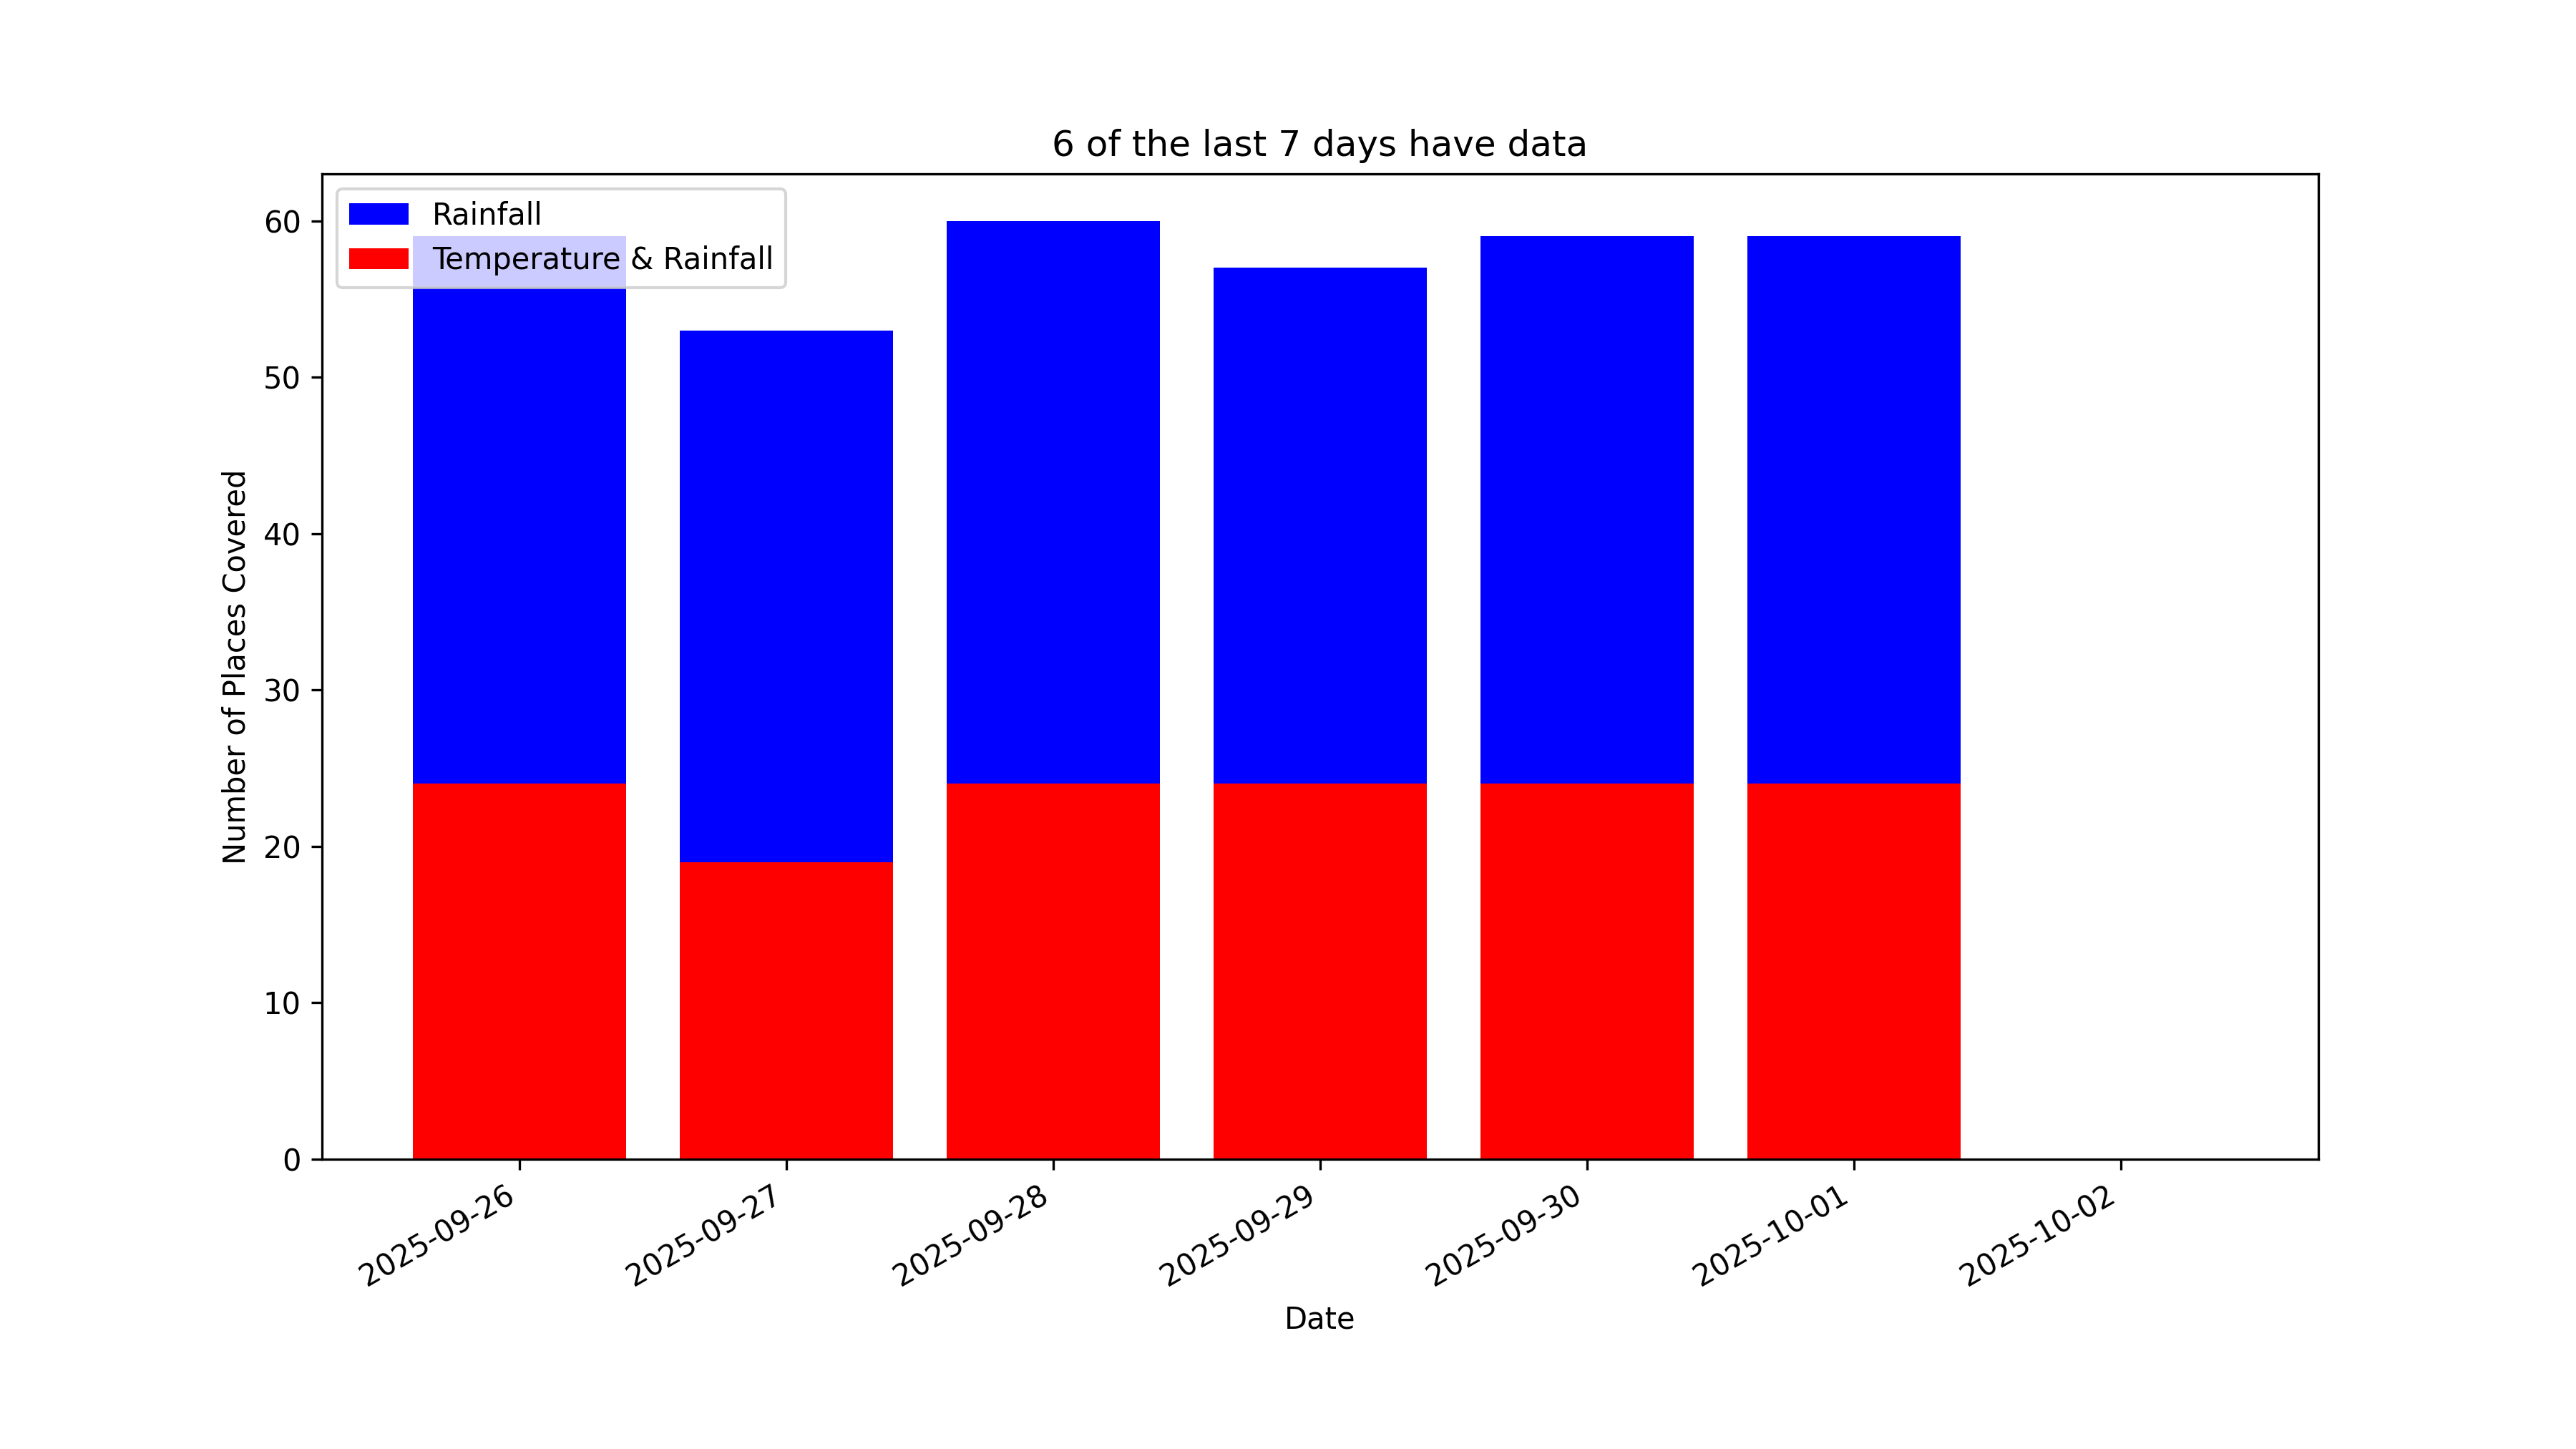 6 of the last 7 days have data
Rainfall
Temperature & Rainfall
Number of Places Covered
60
50
40
30
20
10
0
2025-09-26
2025-09-27
2025-09-28
2025-09-29
2025-09-30
2025-10-01
2025-10-02
Date